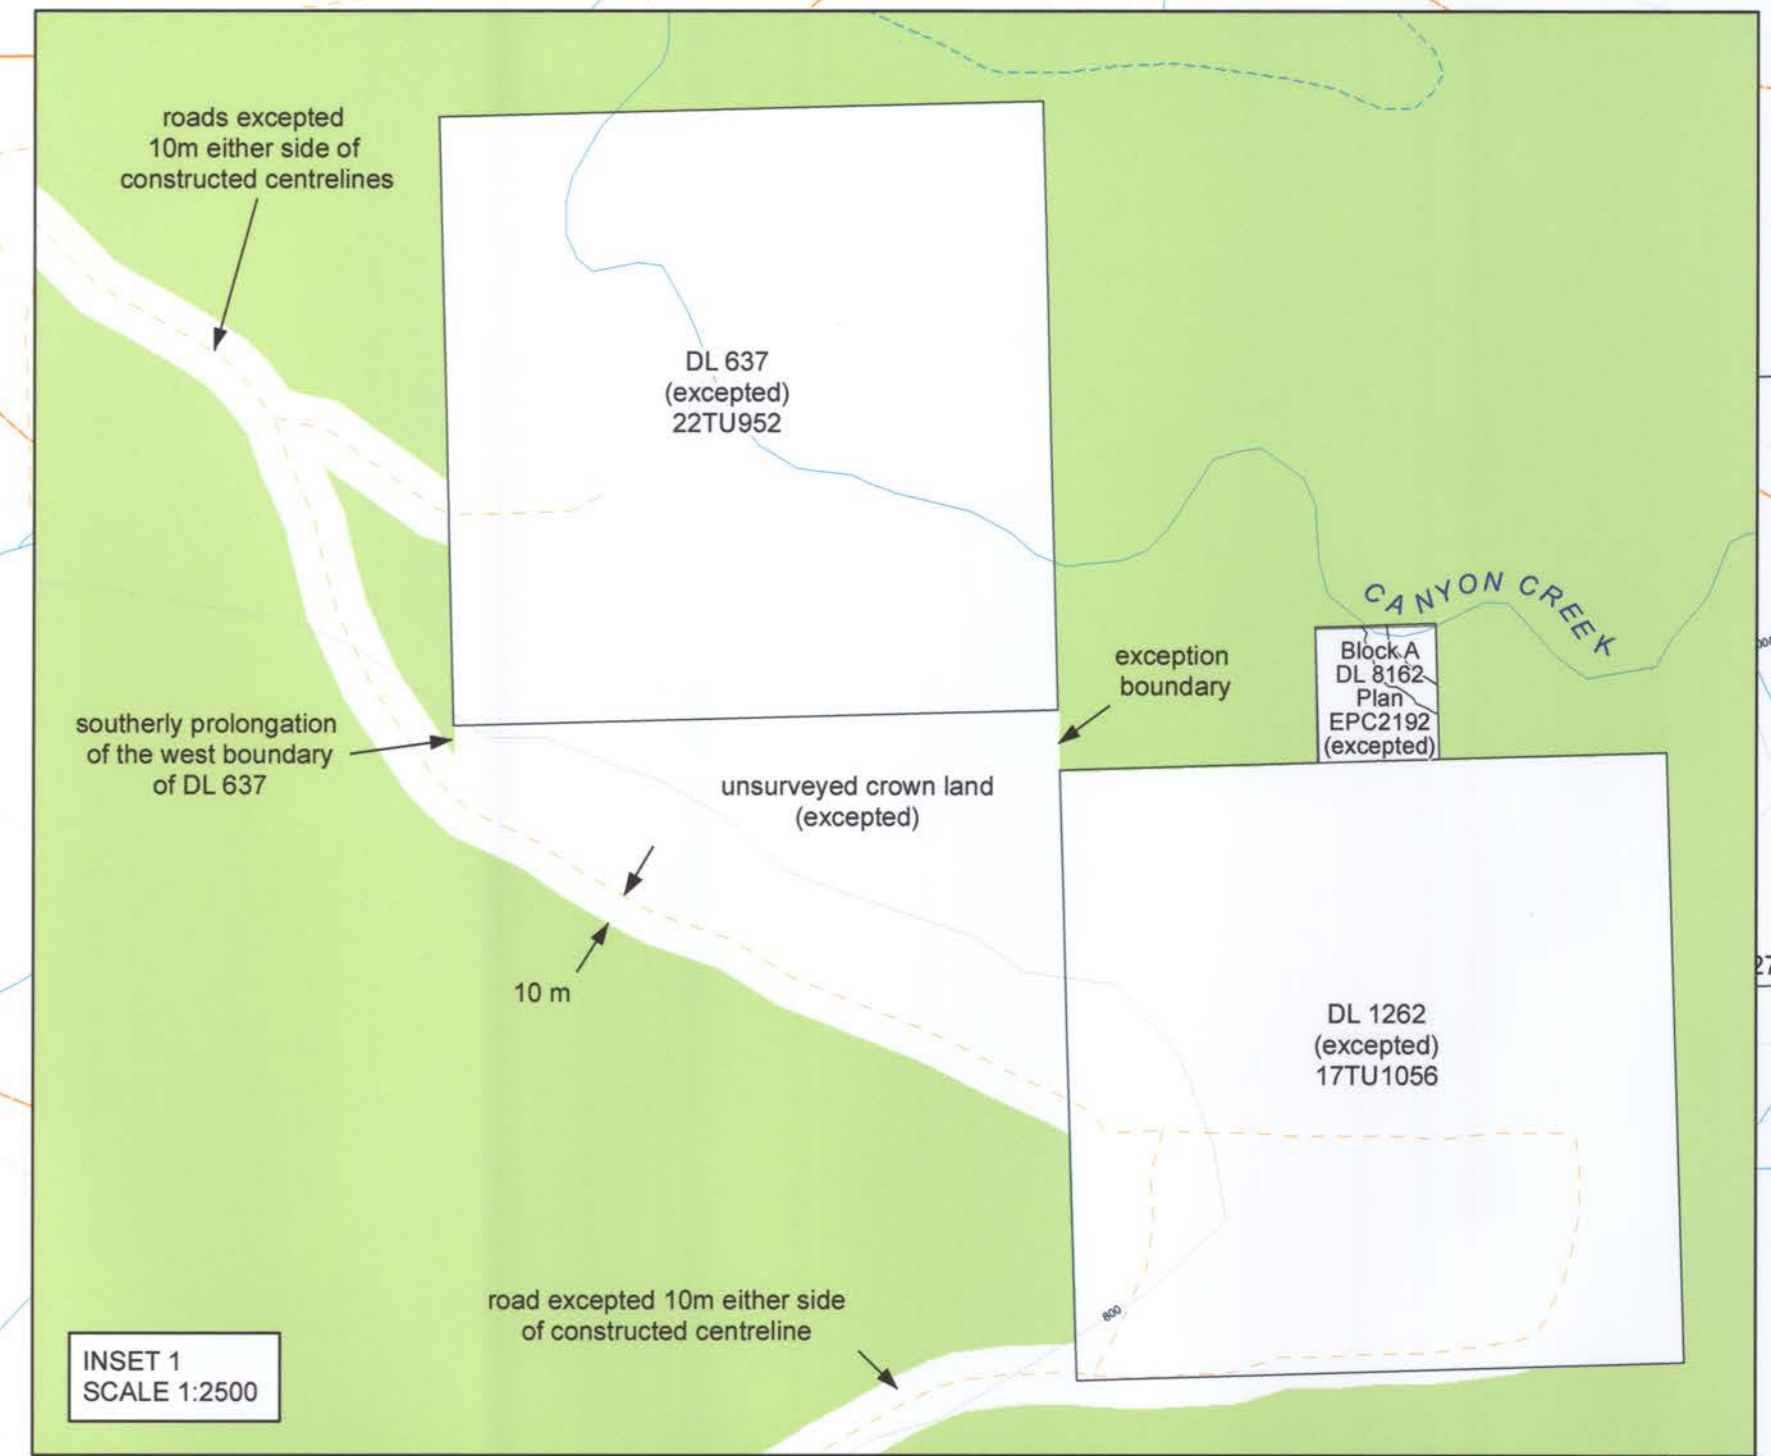 roads excepted
10m either side of
constructed centrelines
DL 637
(excepted)
22TU952
CANYON CREEK
exception
boundary
Block A
DL 8162
Plan
EPC2192
(excepted)
southerly prolongation
of the west boundary
of DL 637
unsurveyed crown land
(excepted)
10 m
DL 1262
(excepted)
17TU1056
road excepted 10m either side
of constructed centreline
800
INSET 1
SCALE 1:2500